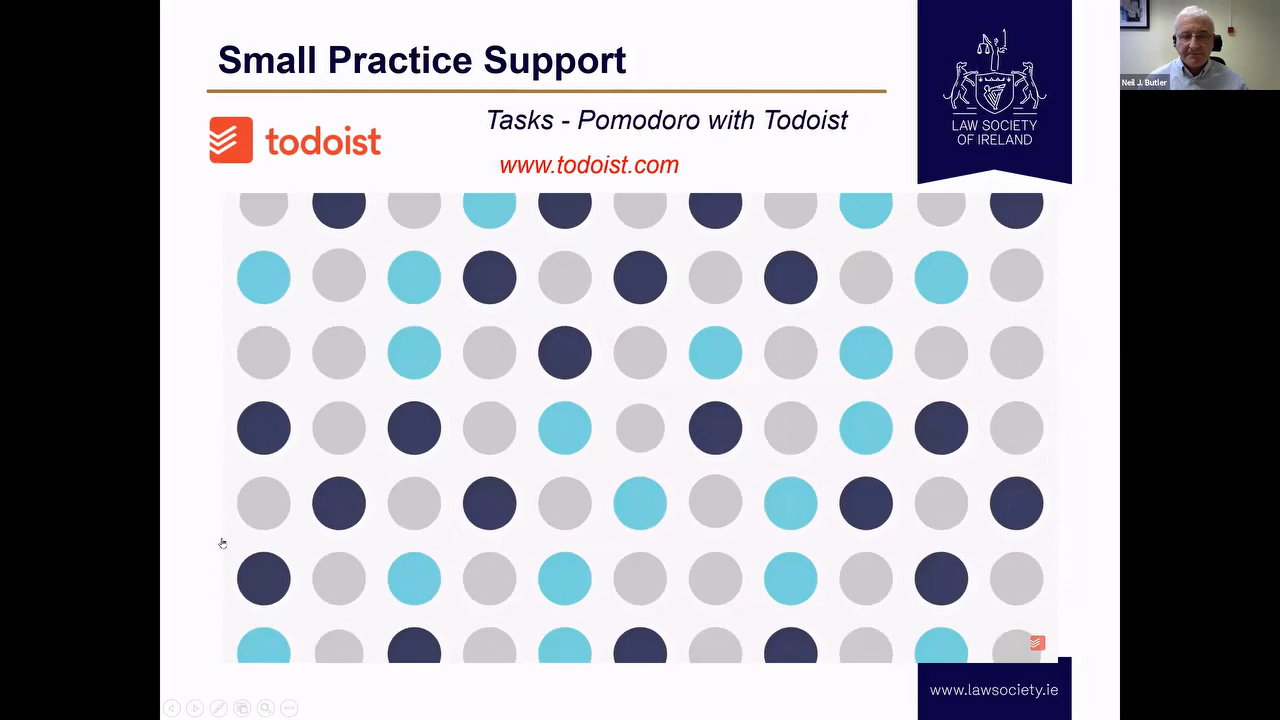 Small Practice Support
Tasks - Pomodoro with Todoist
todoist
www.todoist.com
LAW SOCIETY
OF IRELAND
Neil J. Butler
www.lawsociety.ie